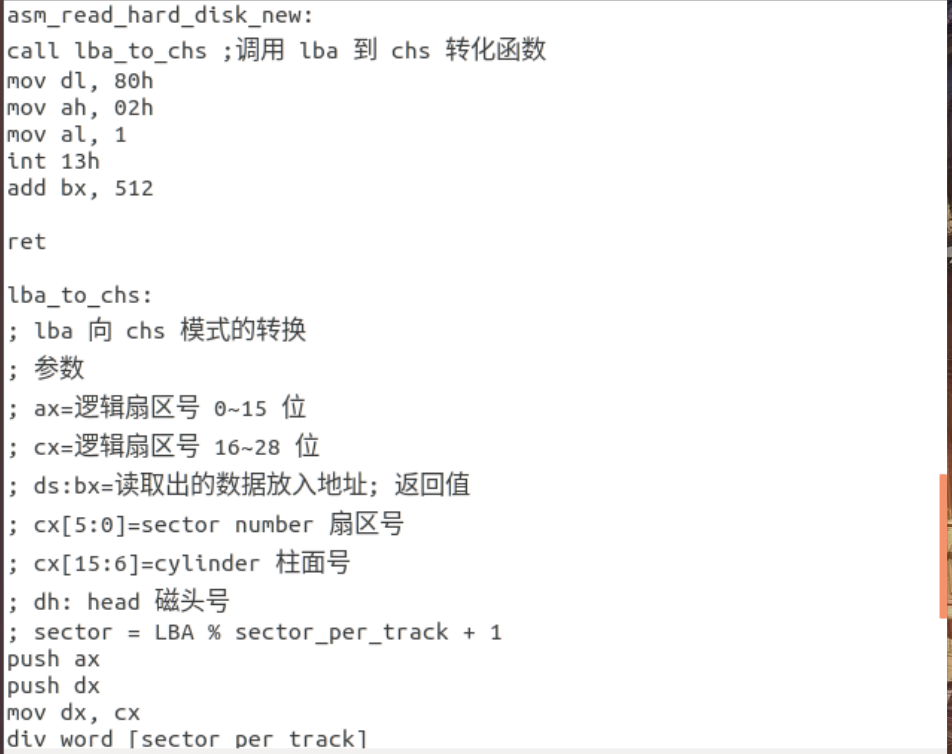 asm_read_hard_disk_new:
call lba_to_chs ;调用 lba 到 chs 转化函数
mov dl, 80h
mov ah, 02h
mov al, 1
int 13h
add bx, 512
ret
lba_to_chs:
; lba 向 chs 模式的转换
; 参数
; ax=逻辑扇区号 0~15 位
; cx=逻辑扇区号 16~28 位
; ds:bx=读取出的数据放入地址; 返回值
; cx[5:0]=sector number 扇区号
; cx[15:6]=cylinder 柱面号
; dh: head 磁头号
; sector = LBA % sector_per_track + 1
push ax
push dx
mov dx, cx
div word [sector_per_track]